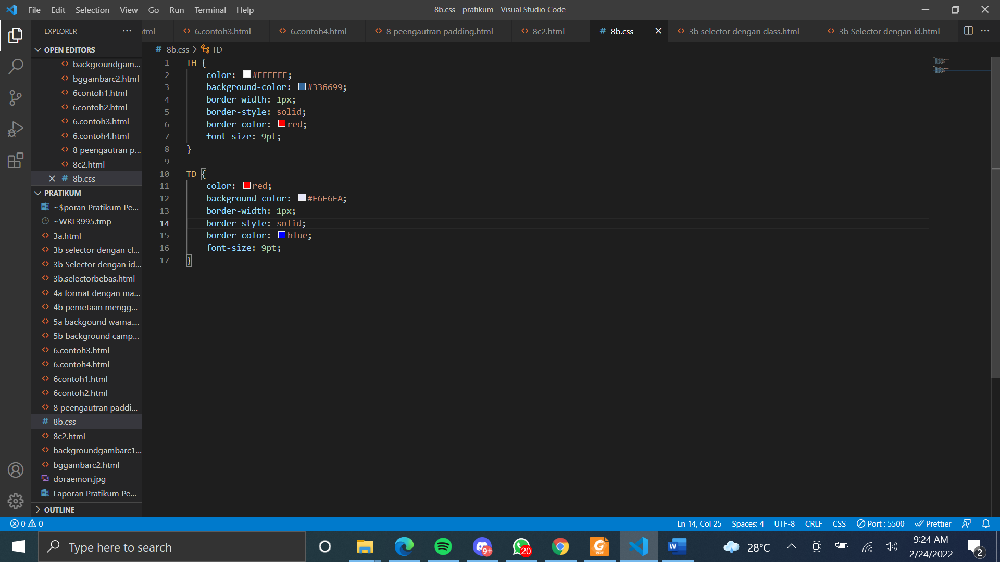 File Edit Selection View Go Run Terminal Help
8b.css - pratikum - Visual Studio Code
EXPLORER
tml
6.contoh3.html
6.contoh4.html
8 peengautran padding.html
8c2.html
8b.css
3b selector dengan class.html
3b Selector dengan id.html
OPEN EDITORS
backgroundgam...
bggambarc2.html
6contoh1.html
6contoh2.html
6.contoh3.html
6.contoh4.html
8 peengautran p...
8c2.html
8b.css
PRATIKUM
~$poran Pratikum Pe...
~WRL3995.tmp
3a.html
3b selector dengan cl...
3b Selector dengan id...
3b.selectorbebas.html
4a format dengan ma...
4b pemetaan mengg...
5a backgound warna....
5b background camp...
6.contoh3.html
6.contoh4.html
6contoh1.html
6contoh2.html
8 peengautran paddi...
8b.css
8c2.html
backgroundgambarc1...
bggambarc2.html
doraemon.jpg
Laporan Pratikum Pe...
OUTLINE
8b.css > TD
1 TH {
2 color: #FFFFFF;
3 background-color: #336699;
4 border-width: 1px;
5 border-style: solid;
6 border-color: red;
7 font-size: 9pt;
8 }
9
10 TD {
11 color: red;
12 background-color: #E6E6FA;
13 border-width: 1px;
14 border-style: solid;
15 border-color: blue;
16 font-size: 9pt;
17 }
0 0
Ln 14, Col 25 Spaces: 4 UTF-8 CRLF CSS Port : 5500 Prettier
Type here to search
9+
20
28°C
9:24 AM
2/24/2022
2